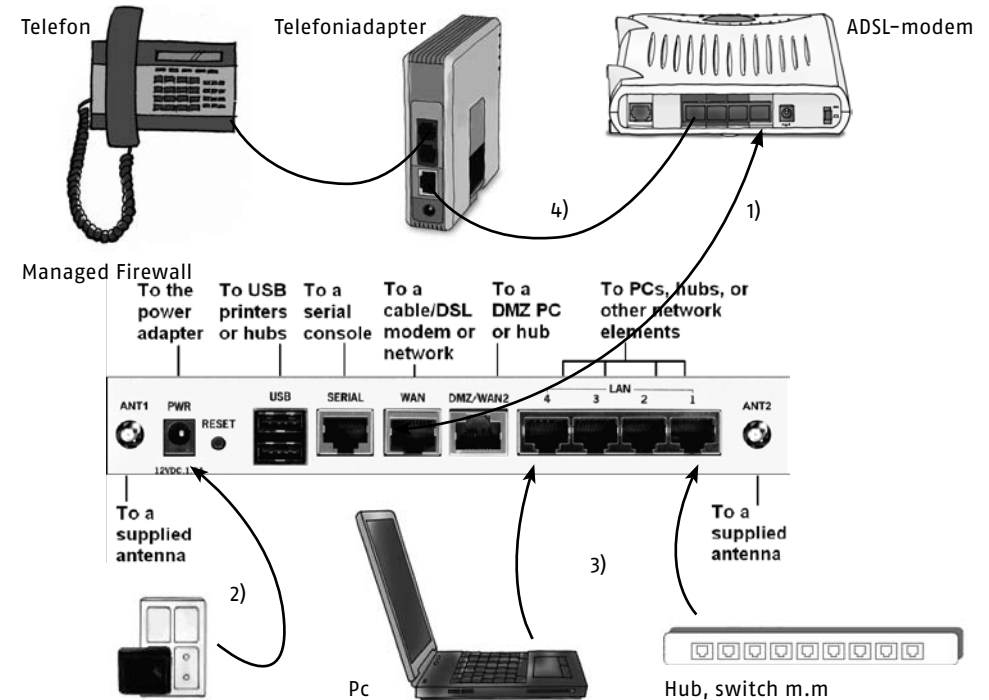 Telefon
Telefoniadapter
ADSL-modem
4)
1)
Managed Firewall
To the
power
adapter
To USB
printers
or hubs
To a
serial
console
To a
cable/DSL
modem or
network
To a
DMZ PC
or hub
To PCs, hubs, or
other network
elements
ANT1
PWR
RESET
USB
SERIAL
WAN
DMZ/WAN2
LAN
4
3
2
1
ANT2
To a
supplied
antenna
To a
supplied
antenna
2)
3)
Pc
Hub, switch m.m